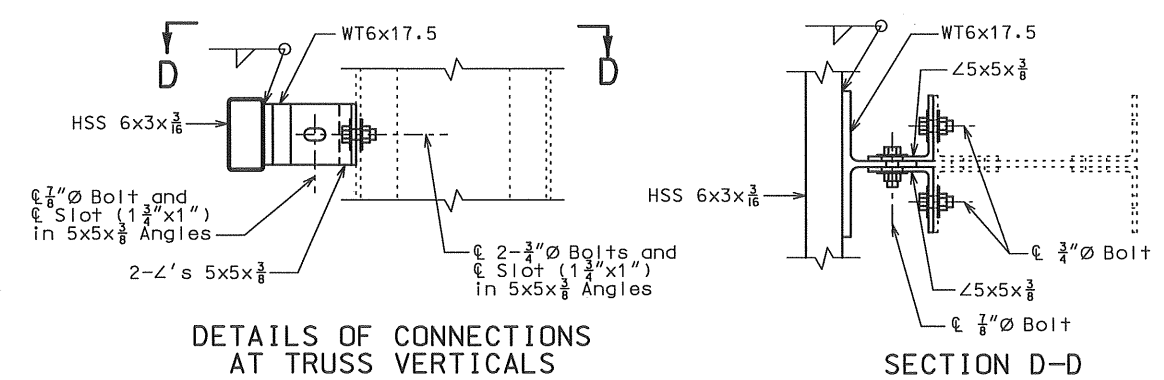 WT6x17.5
D
D
HSS 6x3x3/16
℄ 7/8"Ø Bolt and
℄ Slot (1 3/4"x1")
in 5x5x3/8 Angles
2-∠'s 5x5x3/8
℄ 2-3/4"Ø Bolts and
℄ Slot (1 3/4"x1")
in 5x5x3/8 Angles
DETAILS OF CONNECTIONS
AT TRUSS VERTICALS
WT6x17.5
∠5x5x3/8
HSS 6x3x3/16
℄ 3/4"Ø Bolt
∠5x5x3/8
℄ 7/8"Ø Bolt
SECTION D-D